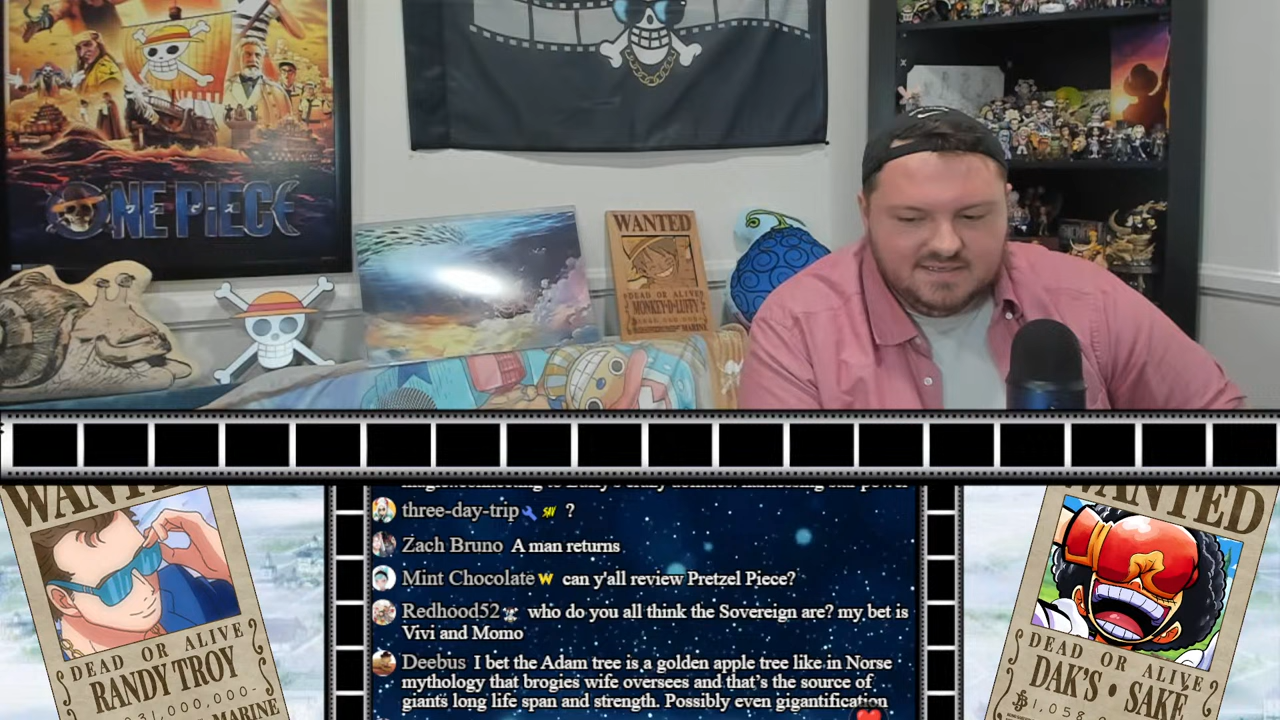 ONE PIECE
WANTED
DEAD OR ALIVE
MONKEY·D·LUFFY
MARINE
three-day-trip ?
Zach Bruno A man returns
Mint Chocolate can y'all review Pretzel Piece?
Redhood52 who do you all think the Sovereign are? my bet is
Vivi and Momo
Deebus I bet the Adam tree is a golden apple tree like in Norse
mythology that brogies wife oversees and that's the source of
giants long life span and strength. Possibly even gigantification
WANTED
DEAD OR ALIVE
RANDY TROY
MARINE
WANTED
DEAD OR ALIVE
DAK'S • SAKE